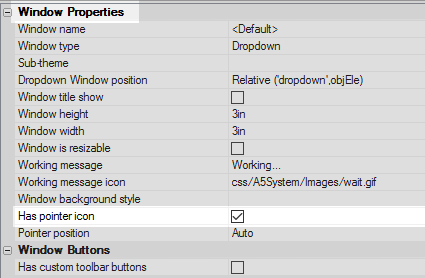 Window Properties
Window name <Default>
Window type Dropdown
Sub-theme
Dropdown Window position Relative ('dropdown',objEle)
Window title show
Window height 3in
Window width 3in
Window is resizable
Working message Working...
Working message icon css/A5System/Images/wait.gif
Window background style
Has pointer icon
Pointer position Auto
Window Buttons
Has custom toolbar buttons